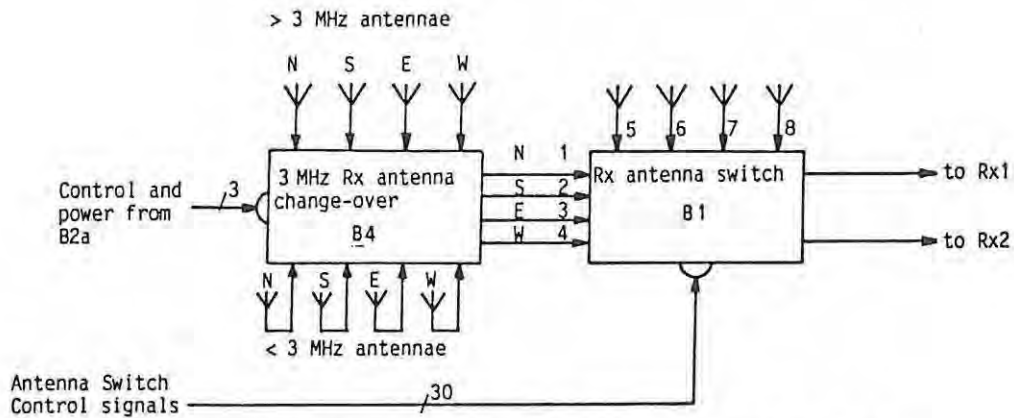 > 3 MHz antennae
N S E W
5 6 7 8
Control and
power from
B2a
3
3 MHz Rx antenna
change-over
B4
N 1
S 2
E 3
W 4
Rx antenna switch
B1
to Rx1
to Rx2
N S E W
< 3 MHz antennae
Antenna Switch
Control signals
30